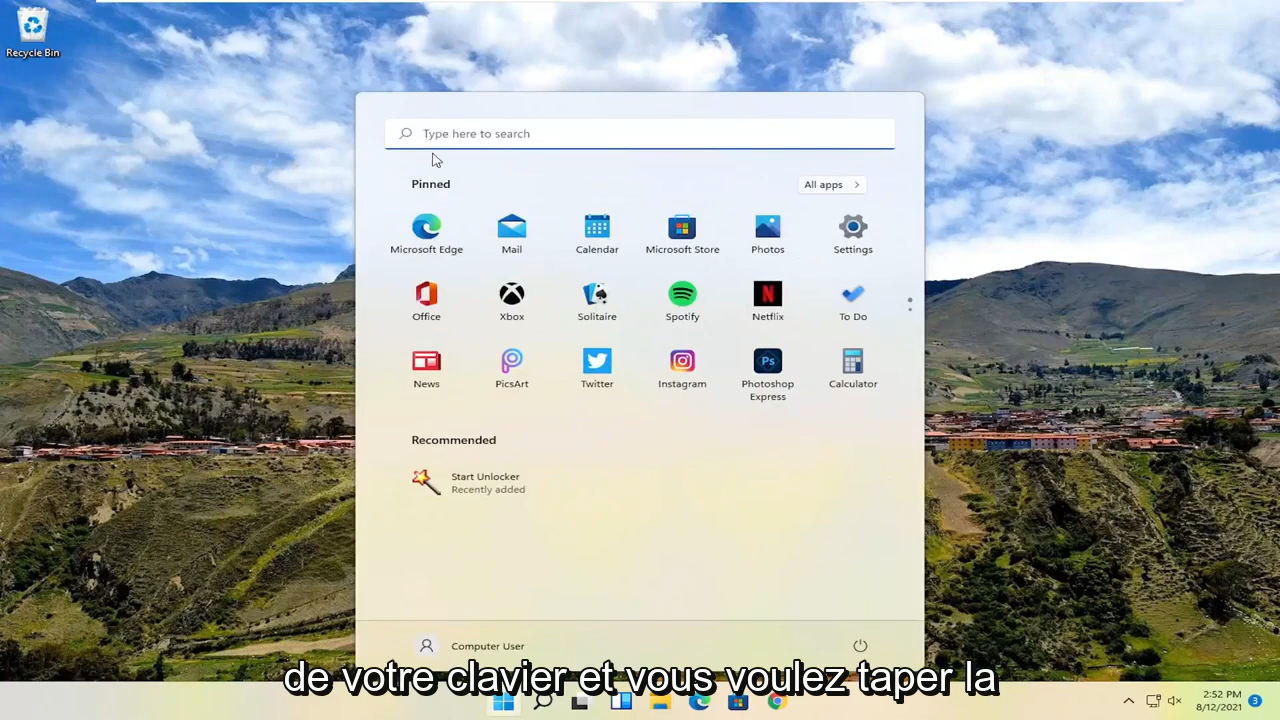 Recycle Bin
Type here to search
Pinned
All apps
Microsoft Edge
Mail
Calendar
Microsoft Store
Photos
Settings
Office
Xbox
Solitaire
Spotify
Netflix
To Do
News
PicsArt
Twitter
Instagram
Ps
Photoshop
Express
Calculator
Recommended
Start Unlocker
Recently added
Computer User
de votre clavier et vous voulez taper la
2:52 PM
8/12/2021
3